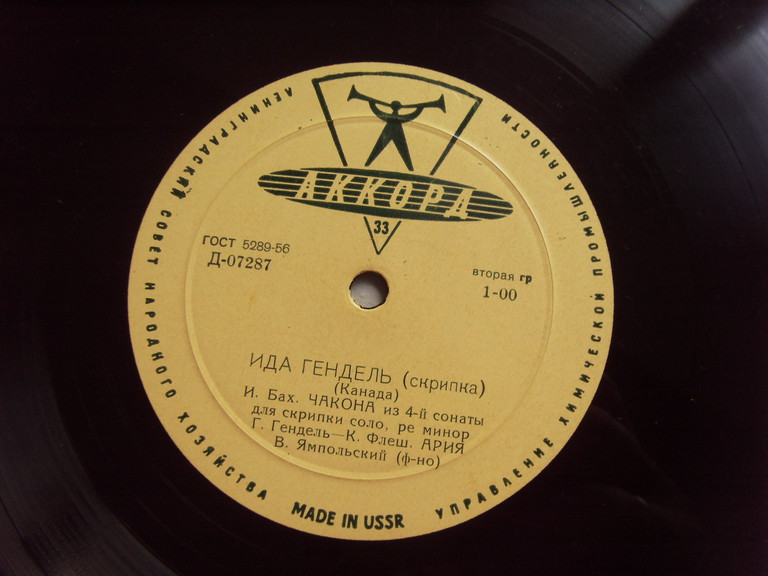 ЛЕНИНГРАДСКИЙ СОВЕТ НАРОДНОГО ХОЗЯЙСТВА
УПРАВЛЕНИЕ ХИМИЧЕСКОЙ ПРОМЫШЛЕННОСТИ
АККОРД
33
ГОСТ 5289-56
Д-07287
вторая гр
1-00
ИДА ГЕНДЕЛЬ (скрипка)
(Канада)
И. Бах. ЧАКОНА из 4-й сонаты
для скрипки соло, ре минор
Г. Гендель—К. Флеш. АРИЯ
В. Ямпольский (ф-но)
MADE IN USSR